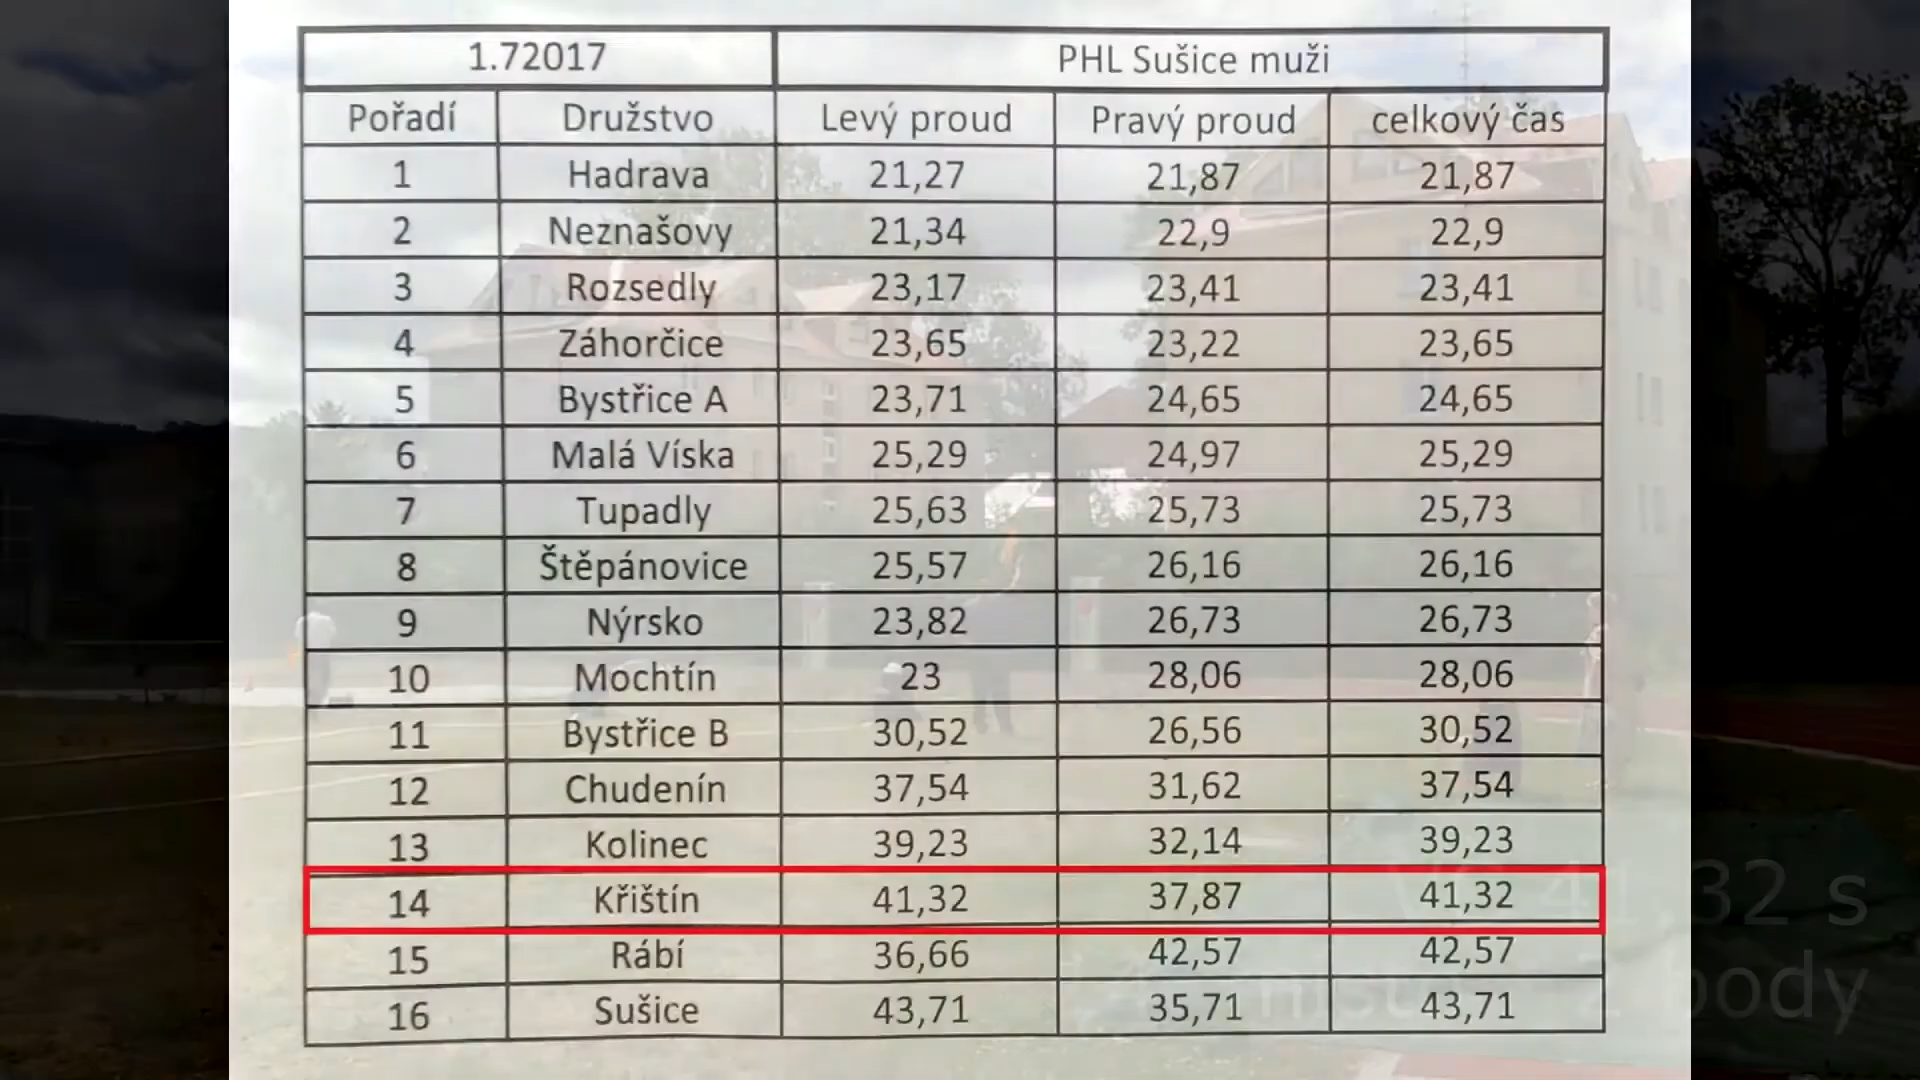 1.72017 PHL Sušice muži
Pořadí Družstvo Levý proud Pravý proud celkový čas
1 Hadrava 21,27 21,87 21,87
2 Neznašovy 21,34 22,9 22,9
3 Rozsedly 23,17 23,41 23,41
4 Záhorčice 23,65 23,22 23,65
5 Bystřice A 23,71 24,65 24,65
6 Malá Víska 25,29 24,97 25,29
7 Tupadly 25,63 25,73 25,73
8 Štěpánovice 25,57 26,16 26,16
9 Nýrsko 23,82 26,73 26,73
10 Mochtín 23 28,06 28,06
11 Bystřice B 30,52 26,56 30,52
12 Chudenín 37,54 31,62 37,54
13 Kolinec 39,23 32,14 39,23
14 Křištín 41,32 37,87 41,32
15 Rábí 36,66 42,57 42,57
16 Sušice 43,71 35,71 43,71
41,32 s
2 body